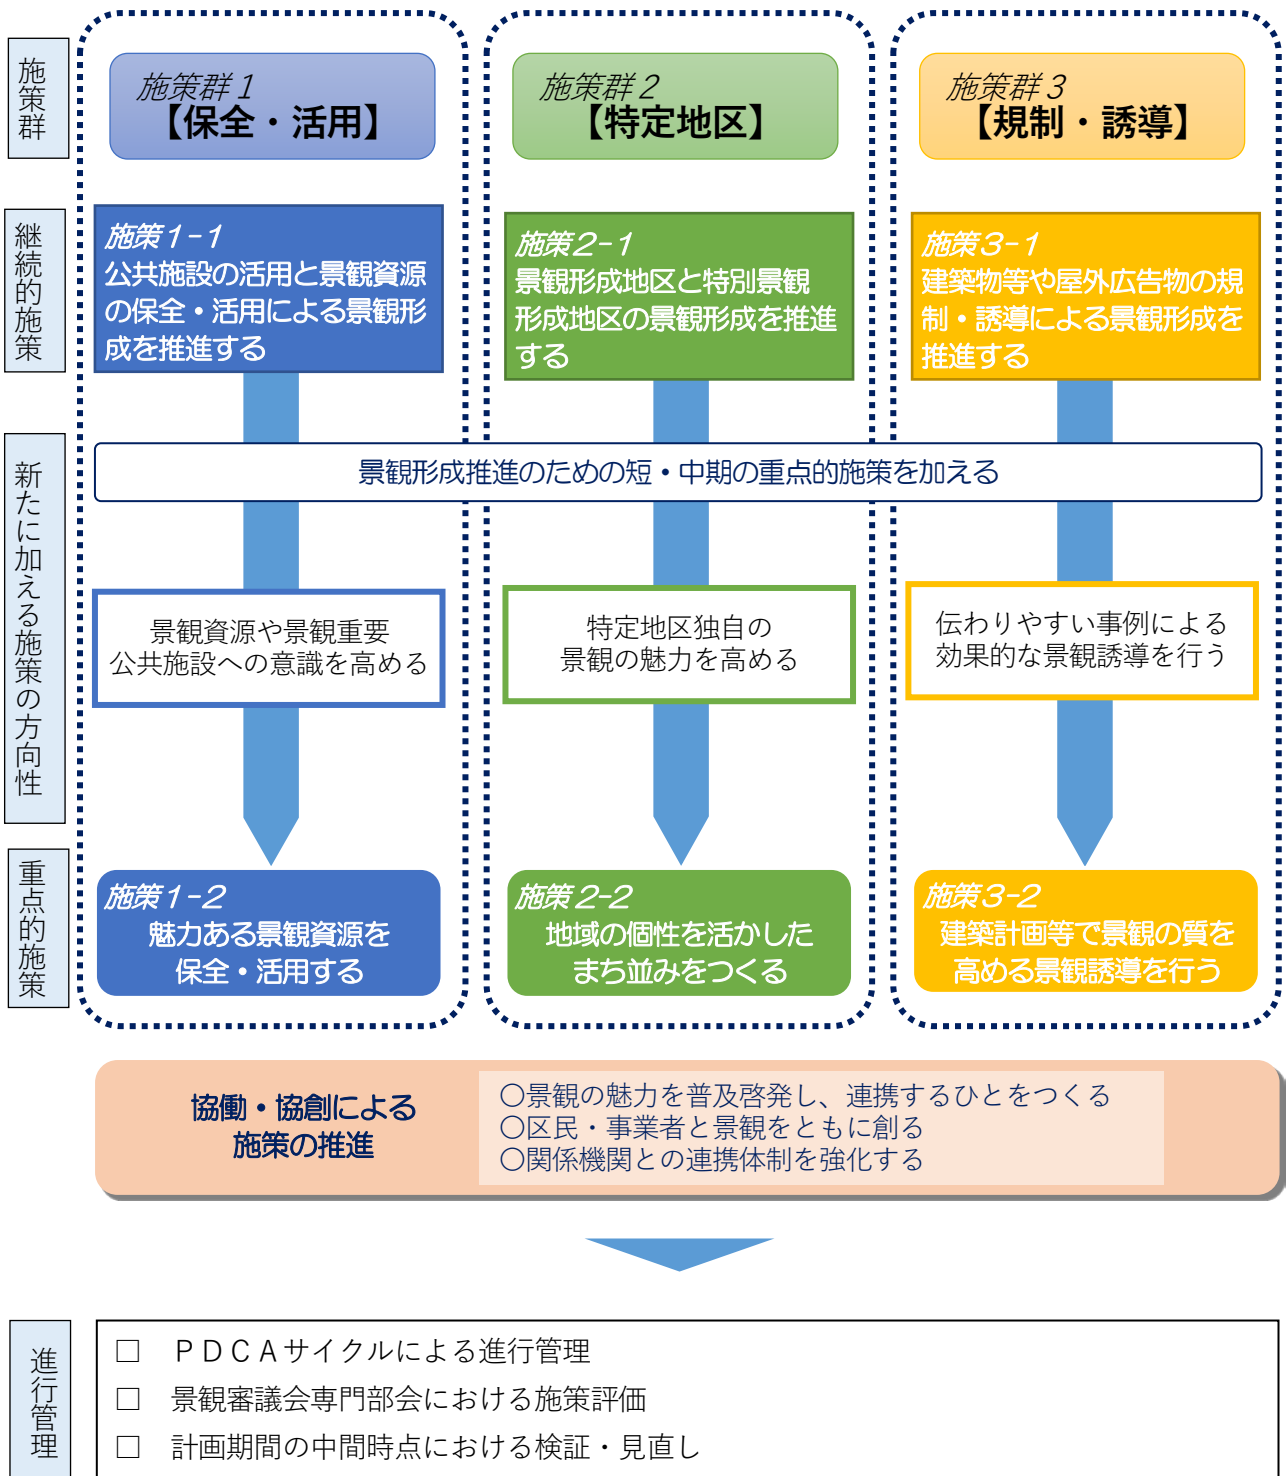 施策群
施策群1
【保全・活用】
施策群2
【特定地区】
施策群3
【規制・誘導】
継続的施策
施策1-1
公共施設の活用と景観資源
の保全・活用による景観形
成を推進する
施策2-1
景観形成地区と特別景観
形成地区の景観形成を推進
する
施策3-1
建築物等や屋外広告物の規
制・誘導による景観形成を
推進する
新たに加える施策の方向性
景観形成推進のための短・中期の重点的施策を加える
景観資源や景観重要
公共施設への意識を高める
特定地区独自の
景観の魅力を高める
伝わりやすい事例による
効果的な景観誘導を行う
重点的施策
施策1-2
魅力ある景観資源を
保全・活用する
施策2-2
地域の個性を活かした
まち並みをつくる
施策3-2
建築計画等で景観の質を
高める景観誘導を行う
協働・協創による
施策の推進
〇景観の魅力を普及啓発し、連携するひとをつくる
〇区民・事業者と景観をともに創る
〇関係機関との連携体制を強化する
進行管理
□ ＰＤＣＡサイクルによる進行管理
□ 景観審議会専門部会における施策評価
□ 計画期間の中間時点における検証・見直し